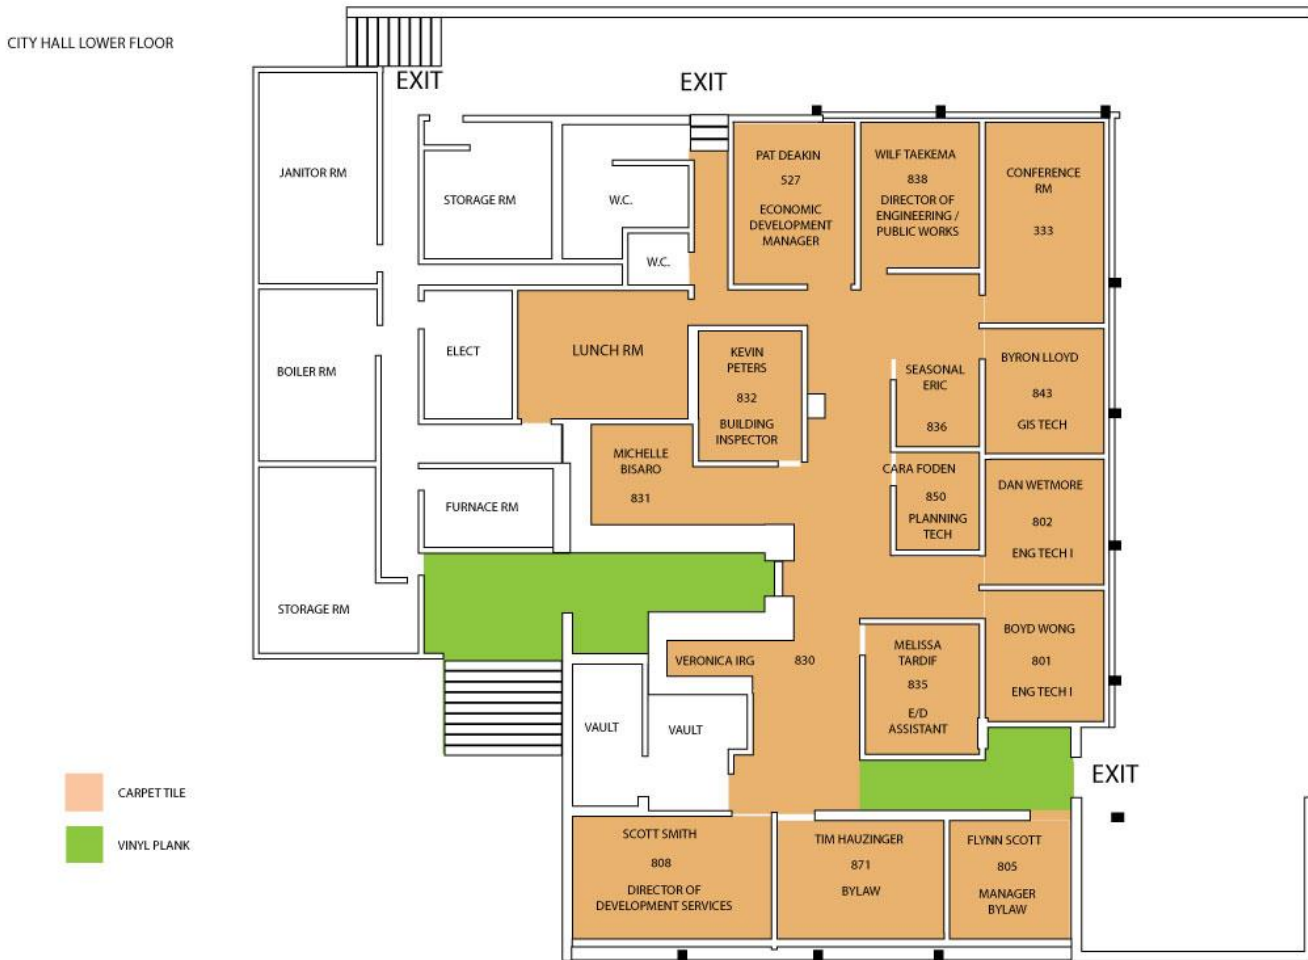 CITY HALL LOWER FLOOR
EXIT
EXIT
JANITOR RM
STORAGE RM
W.C.
W.C.
PAT DEAKIN
527
ECONOMIC
DEVELOPMENT
MANAGER
WILF TAEKEMA
838
DIRECTOR OF
ENGINEERING /
PUBLIC WORKS
CONFERENCE
RM
333
BOILER RM
ELECT
LUNCH RM
KEVIN
PETERS
832
BUILDING
INSPECTOR
SEASONAL
ERIC
836
BYRON LLOYD
843
GIS TECH
MICHELLE
BISARO
831
CARA FODEN
850
PLANNING
TECH
DAN WETMORE
802
ENG TECH I
FURNACE RM
STORAGE RM
VERONICA IRG
830
MELISSA
TARDIF
835
E/D
ASSISTANT
BOYD WONG
801
ENG TECH I
VAULT
VAULT
EXIT
CARPET TILE
VINYL PLANK
SCOTT SMITH
808
DIRECTOR OF
DEVELOPMENT SERVICES
TIM HAUZINGER
871
BYLAW
FLYNN SCOTT
805
MANAGER
BYLAW